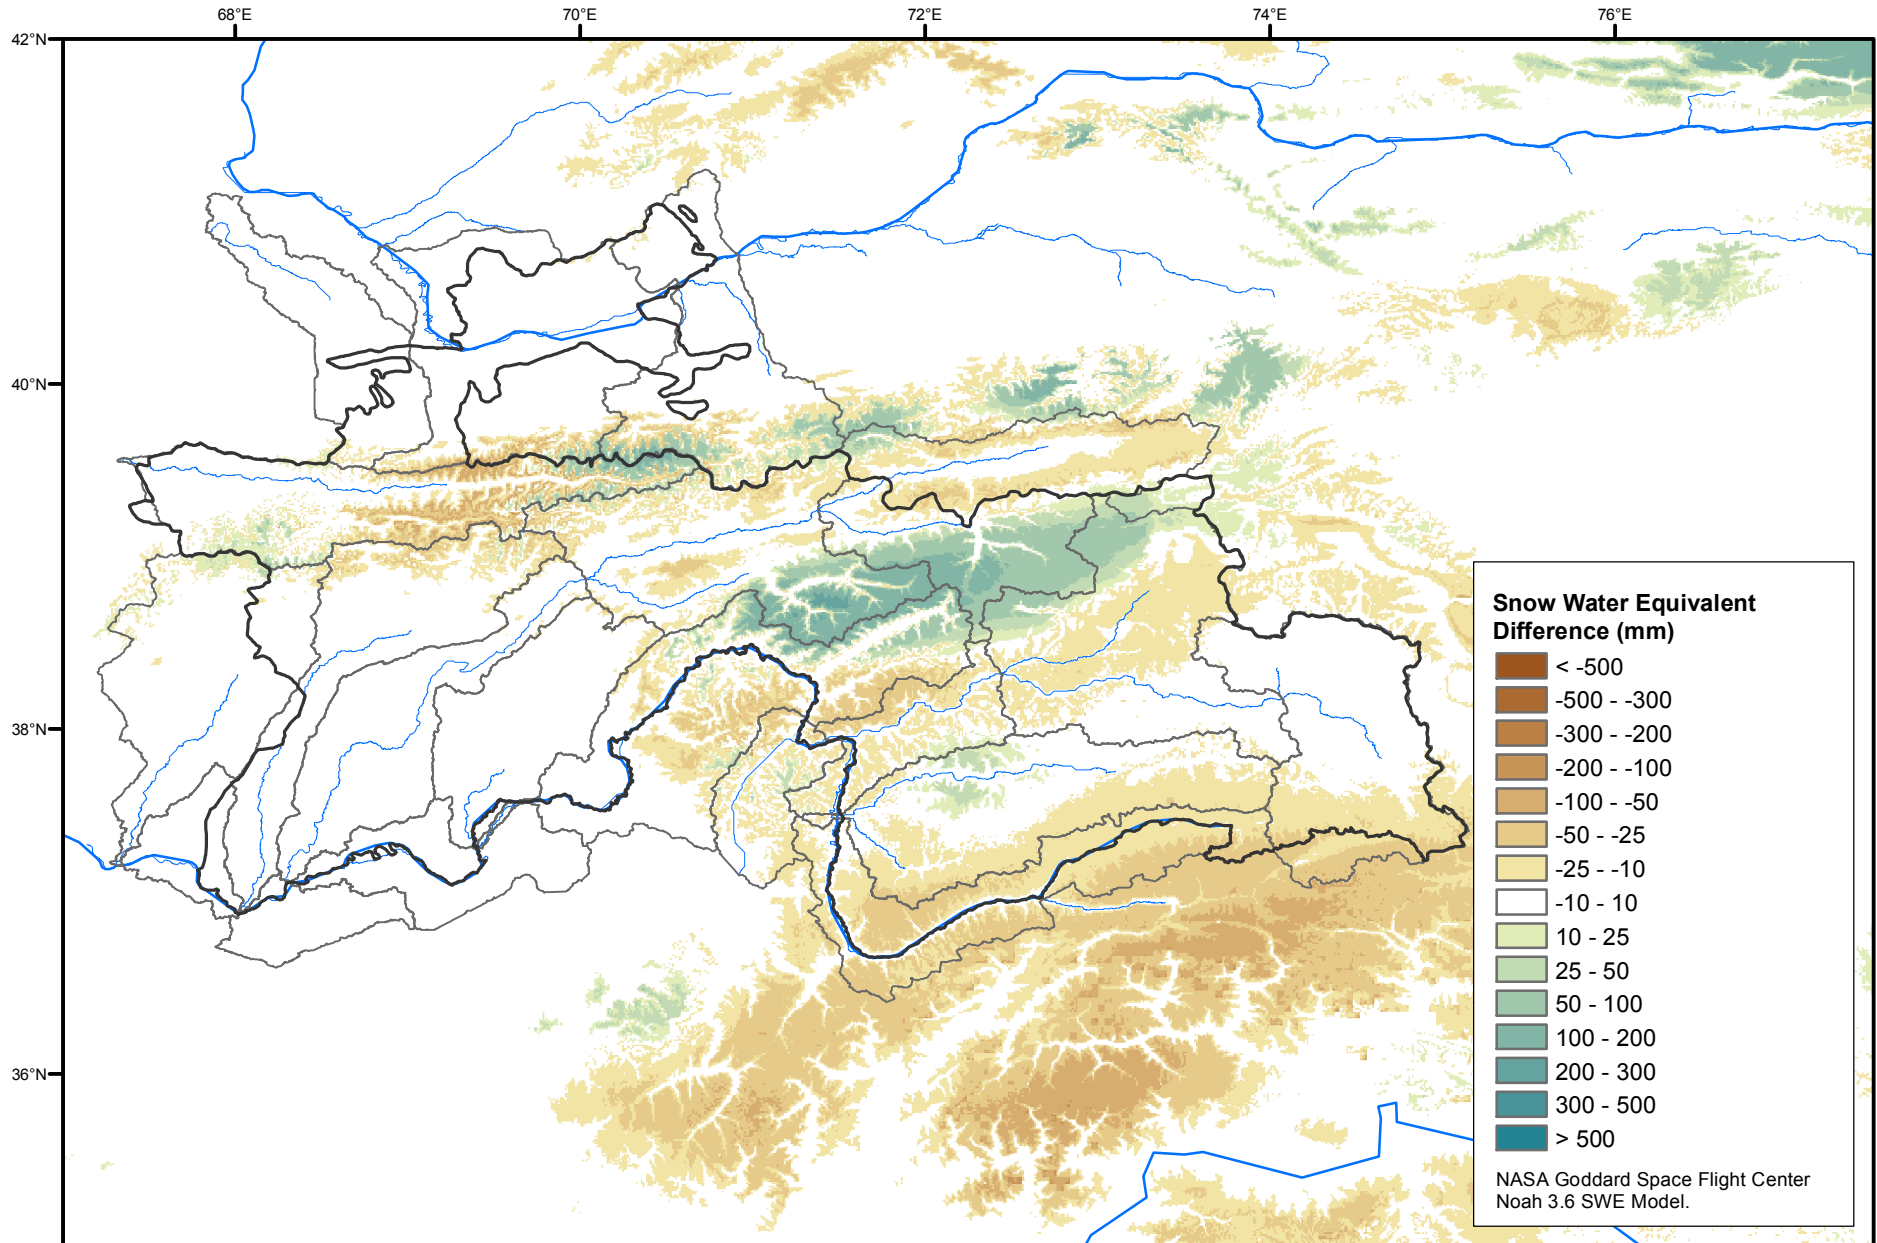 68°E
70°E
72°E
74°E
76°E
42°N
40°N
38°N
36°N
Snow Water Equivalent
Difference (mm)
< -500
-500 - -300
-300 - -200
-200 - -100
-100 - -50
-50 - -25
-25 - -10
-10 - 10
10 - 25
25 - 50
50 - 100
100 - 200
200 - 300
300 - 500
> 500
NASA Goddard Space Flight Center
Noah 3.6 SWE Model.